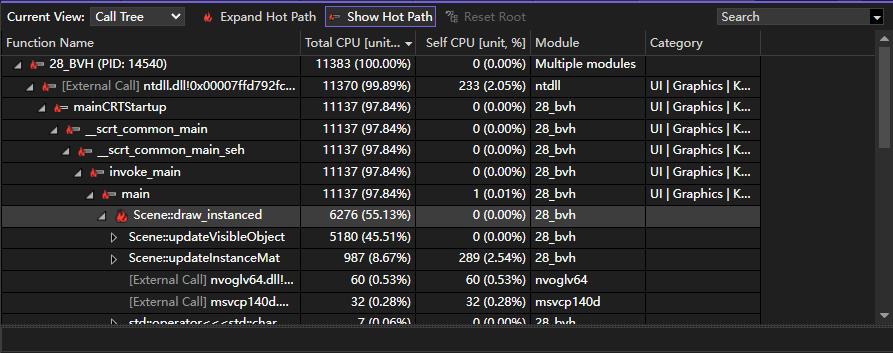 Current View: Call Tree Expand Hot Path Show Hot Path Reset Root Search
Function Name Total CPU [unit... Self CPU [unit, %] Module Category
28_BVH (PID: 14540) 11383 (100.00%) 0 (0.00%) Multiple modules
[External Call] ntdll.dll!0x00007ffd792fc... 11370 (99.89%) 233 (2.05%) ntdll UI | Graphics | K...
mainCRTStartup 11137 (97.84%) 0 (0.00%) 28_bvh UI | Graphics | K...
__scrt_common_main 11137 (97.84%) 0 (0.00%) 28_bvh UI | Graphics | K...
__scrt_common_main_seh 11137 (97.84%) 0 (0.00%) 28_bvh UI | Graphics | K...
invoke_main 11137 (97.84%) 0 (0.00%) 28_bvh UI | Graphics | K...
main 11137 (97.84%) 1 (0.01%) 28_bvh UI | Graphics | K...
Scene::draw_instanced 6276 (55.13%) 0 (0.00%) 28_bvh
Scene::updateVisibleObject 5180 (45.51%) 0 (0.00%) 28_bvh
Scene::updateInstanceMat 987 (8.67%) 289 (2.54%) 28_bvh
[External Call] nvoglv64.dll!... 60 (0.53%) 60 (0.53%) nvoglv64
[External Call] msvcp140d.... 32 (0.28%) 32 (0.28%) msvcp140d
std::operator<<<std::char 7 (0.06%) 0 (0.00%) 28_bvh